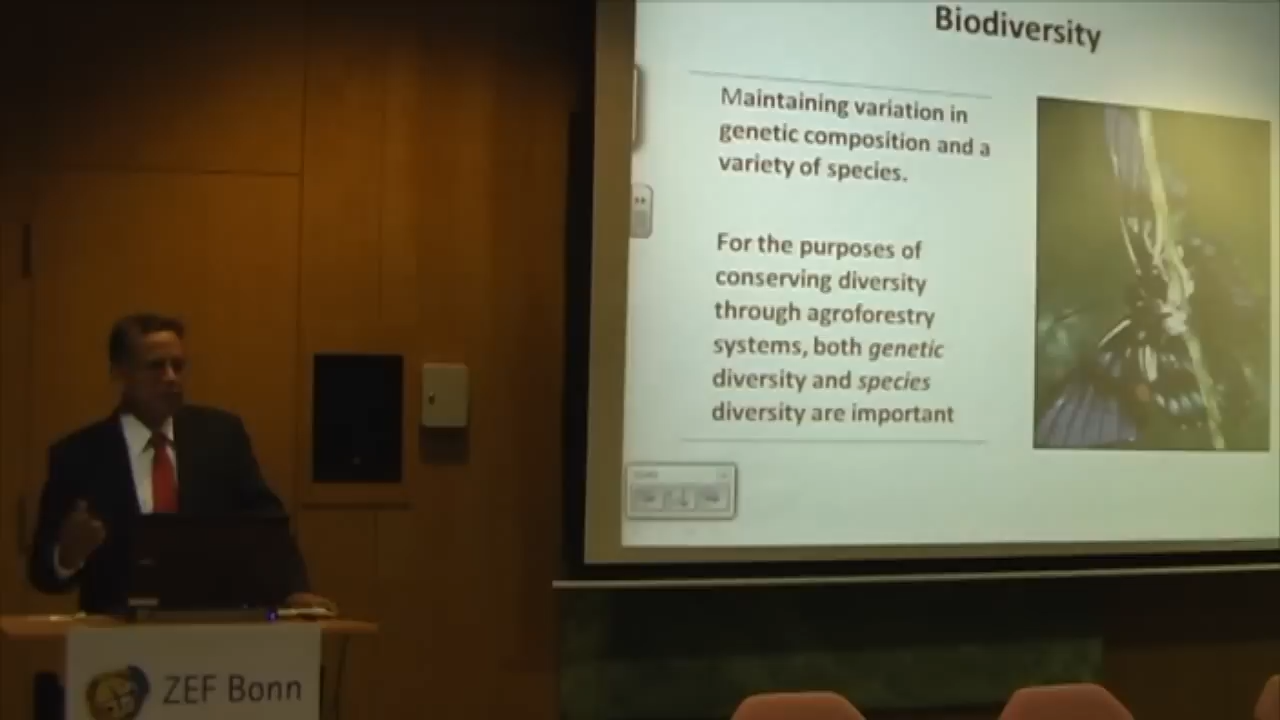 Biodiversity
Maintaining variation in
genetic composition and a
variety of species.
For the purposes of
conserving diversity
through agroforestry
systems, both genetic
diversity and species
diversity are important
ZEF Bonn